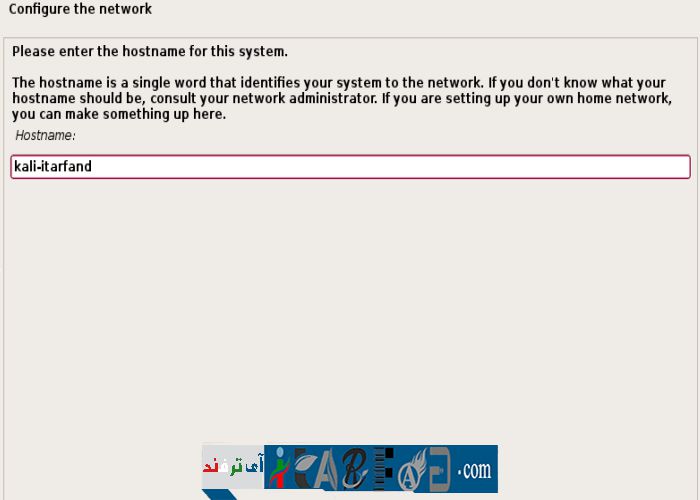 Configure the network
Please enter the hostname for this system.
The hostname is a single word that identifies your system to the network. If you don't know what your
hostname should be, consult your network administrator. If you are setting up your own home network,
you can make something up here.
Hostname:
kali-itarfand
آی ترفند
iTARFAND.com